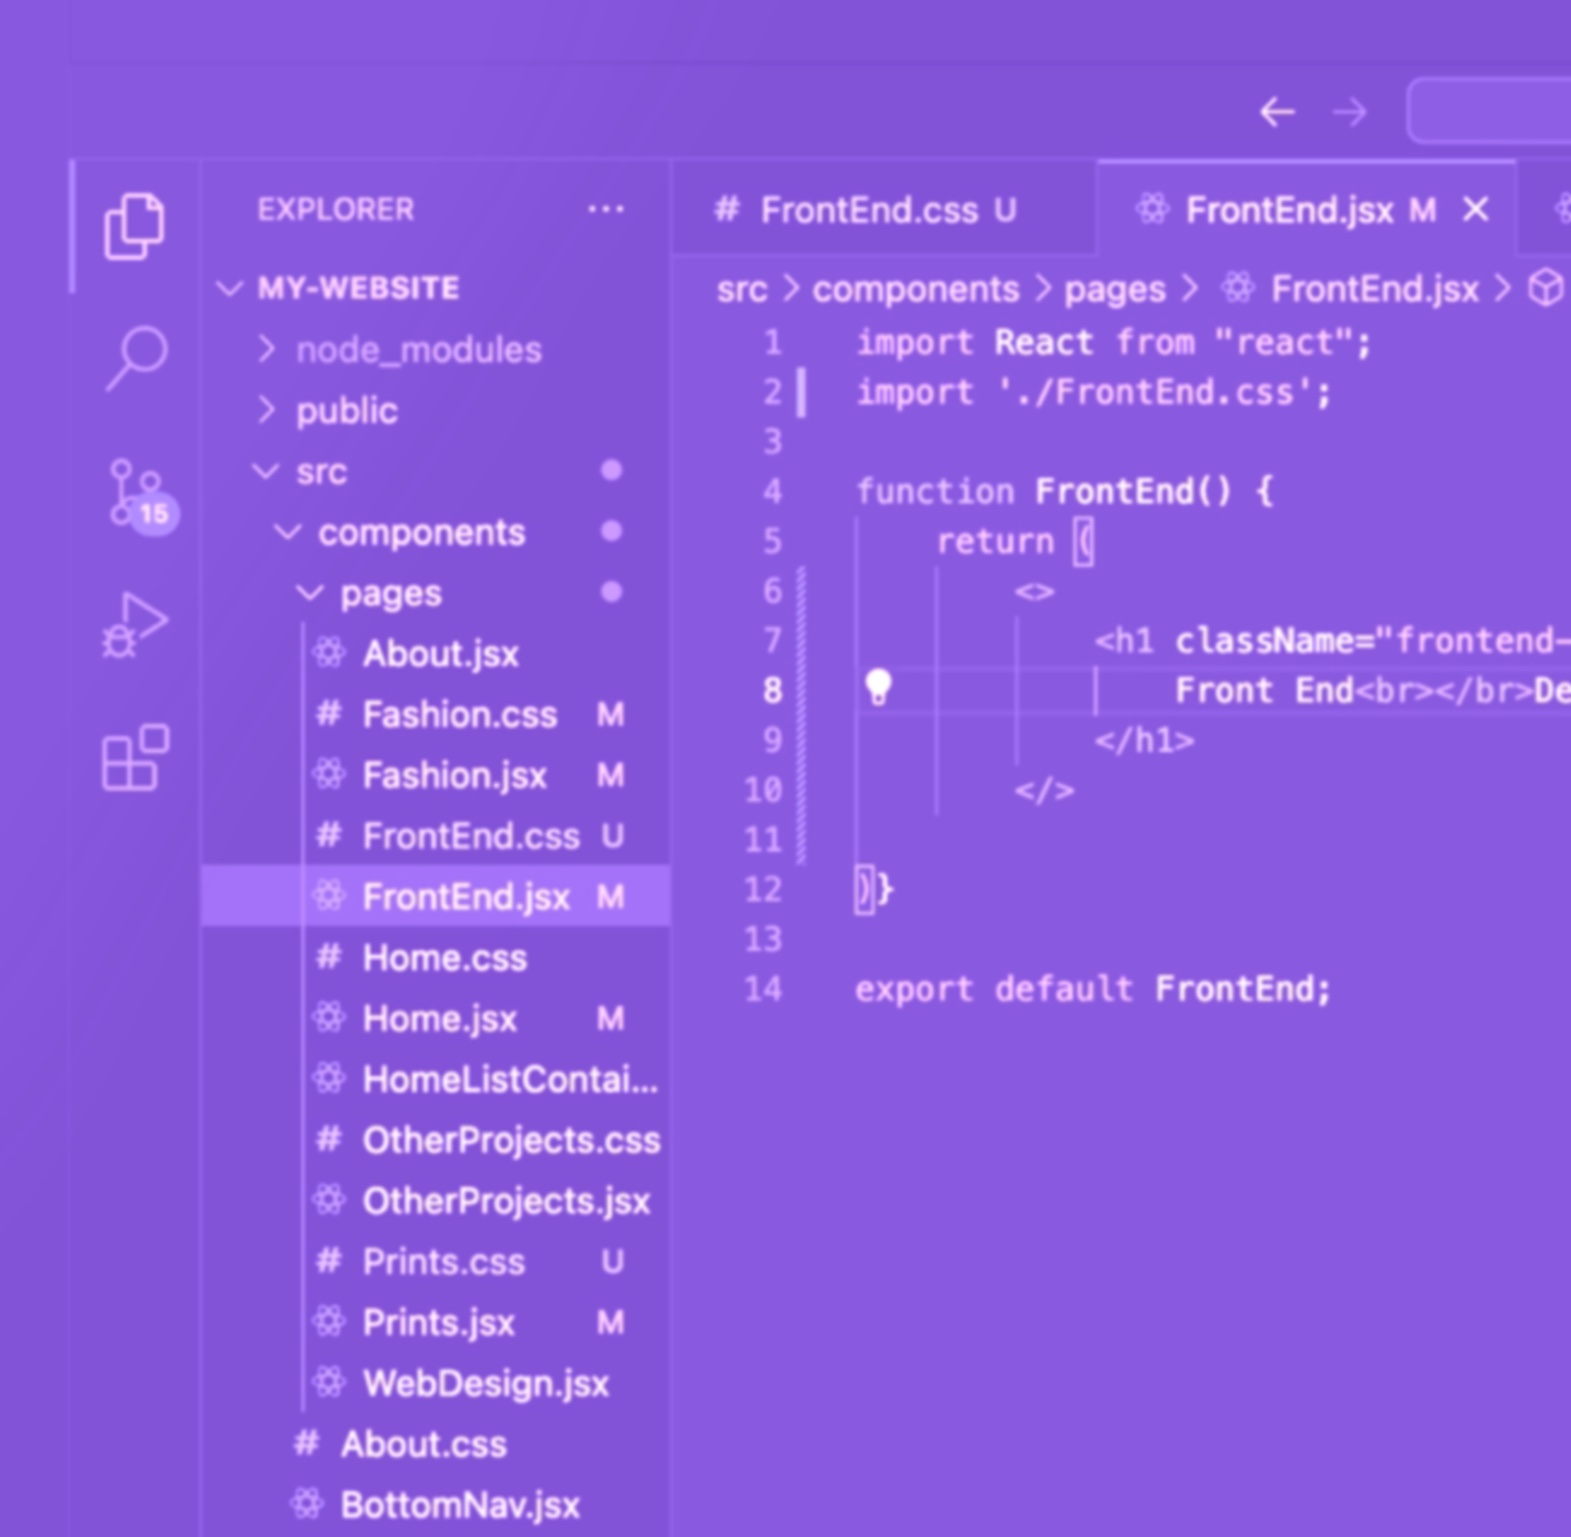 EXPLORER
MY-WEBSITE
node_modules
public
src
components
pages
About.jsx
Fashion.css M
Fashion.jsx M
FrontEnd.css U
FrontEnd.jsx M
Home.css
Home.jsx M
HomeListContai...
OtherProjects.css
OtherProjects.jsx
Prints.css U
Prints.jsx M
WebDesign.jsx
About.css
BottomNav.jsx
15
# FrontEnd.css U
FrontEnd.jsx M
src > components > pages > FrontEnd.jsx >
1 import React from "react";
2 import './FrontEnd.css';
3
4 function FrontEnd() {
5 return (
6 <>
7 <h1 className="frontend-
8 Front End<br></br>De
9 </h1>
10 </>
11
12 )}
13
14 export default FrontEnd;